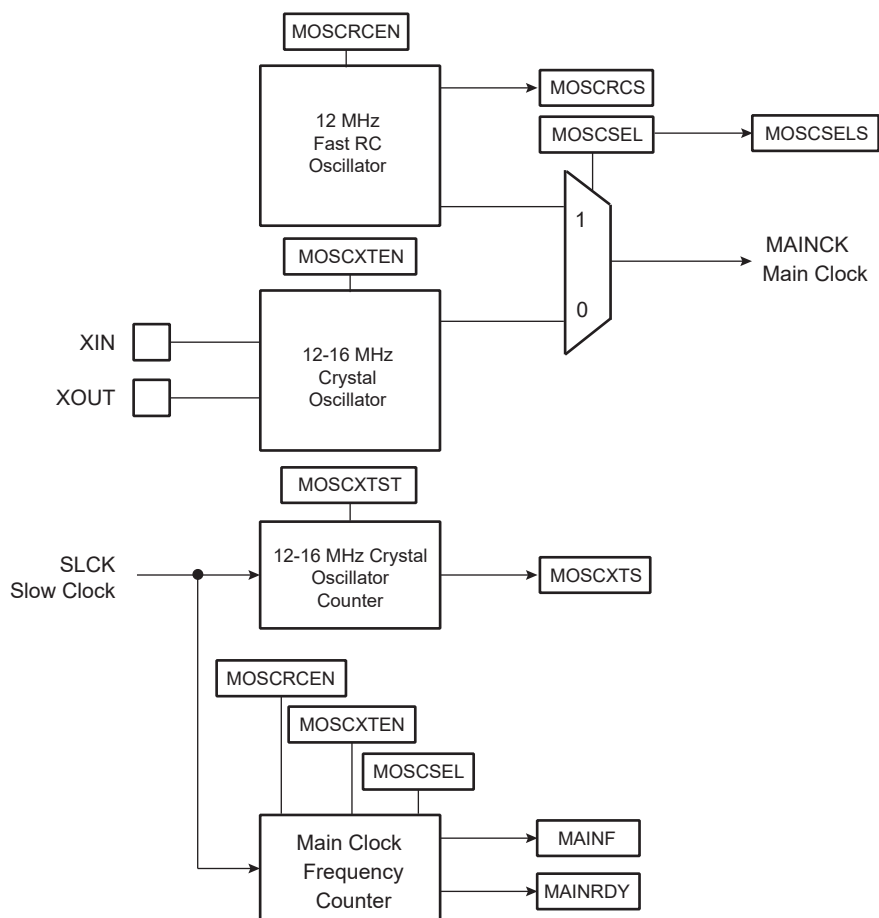 MOSCRCEN
12 MHz
Fast RC
Oscillator
MOSCRCS
MOSCSEL
MOSCSELS
1
MAINCK
Main Clock
MOSCXTEN
0
XIN
12-16 MHz
Crystal
Oscillator
XOUT
MOSCXTST
SLCK
Slow Clock
12-16 MHz Crystal
Oscillator
Counter
MOSCXTS
MOSCRCEN
MOSCXTEN
MOSCSEL
Main Clock
Frequency
Counter
MAINF
MAINRDY